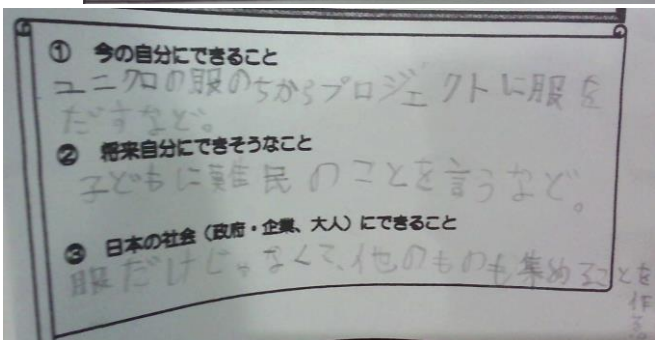 ① 今の自分にできること
ユニクロの服のちからプロジェクトに服を
だすなど。
② 将来自分にできそうなこと
子どもに難民のことを言うなど。
③ 日本の社会（政府・企業、大人）にできること
服だけじゃなくて、他のものも集めることを
作る。